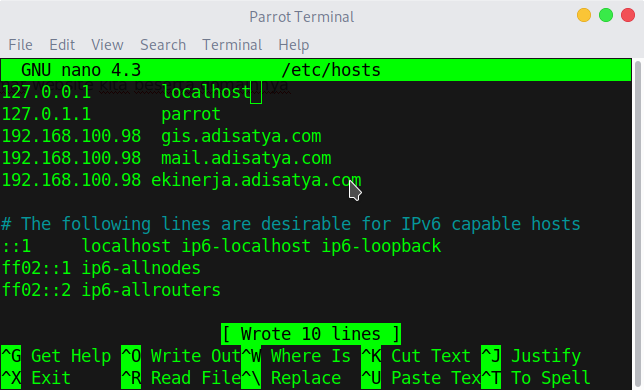 Parrot Terminal
File Edit View Search Terminal Help
GNU nano 4.3 /etc/hosts
127.0.0.1 localhost
127.0.1.1 parrot
192.168.100.98 gis.adisatya.com
192.168.100.98 mail.adisatya.com
192.168.100.98 ekinerja.adisatya.com
# The following lines are desirable for IPv6 capable hosts
::1 localhost ip6-localhost ip6-loopback
ff02::1 ip6-allnodes
ff02::2 ip6-allrouters
[ Wrote 10 lines ]
^G Get Help ^O Write Out ^W Where Is ^K Cut Text ^J Justify
^X Exit ^R Read File ^\ Replace ^U Paste Tex ^T To Spell